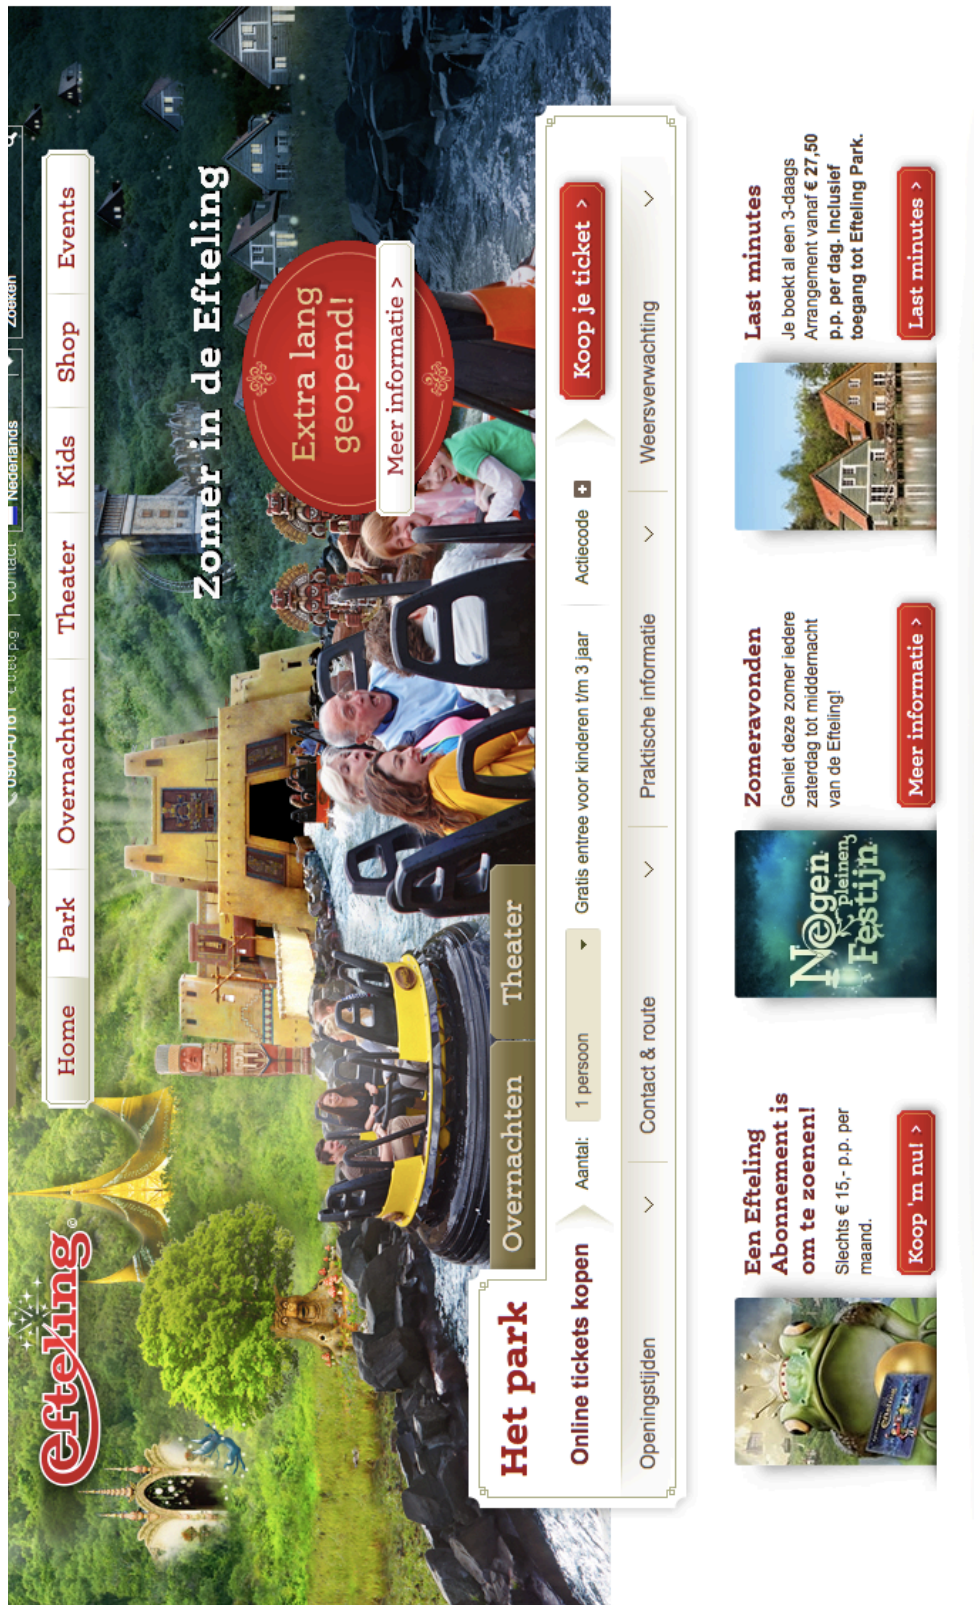 0900-0161
p.g | Contact
Nederlands
Zoeken
Efteling
Home
Park
Overnachten
Theater
Kids
Shop
Events
Zomer in de Efteling
Extra lang
geopend!
Meer informatie >
Het park
Overnachten
Theater
Online tickets kopen
Aantal:
1 persoon
Gratis entree voor kinderen t/m 3 jaar
Actiecode
Koop je ticket >
Openingstijden
Contact & route
Praktische informatie
Weersverwachting
Een Efteling
Abonnement is
om te zoenen!
Slechts € 15,- p.p. per
maand.
Koop 'm nu! >
Negen
pleinen
Festijn
Zomeravonden
Geniet deze zomer iedere
zaterdag tot middernacht
van de Efteling!
Meer informatie >
Last minutes
Je boekt al een 3-daags
Arrangement vanaf € 27,50
p.p. per dag. Inclusief
toegang tot Efteling Park.
Last minutes >